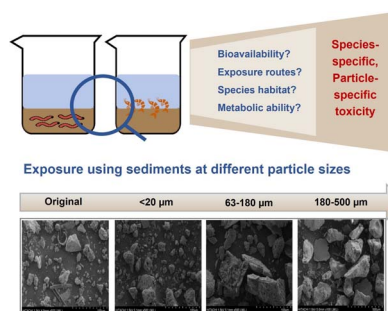 Bioavailability?
Exposure routes?
Species habitat?
Metabolic ability?
Species-
specific,
Particle-
specific
toxicity
Exposure using sediments at different particle sizes
Original <20 μm 63-180 μm 180-500 μm